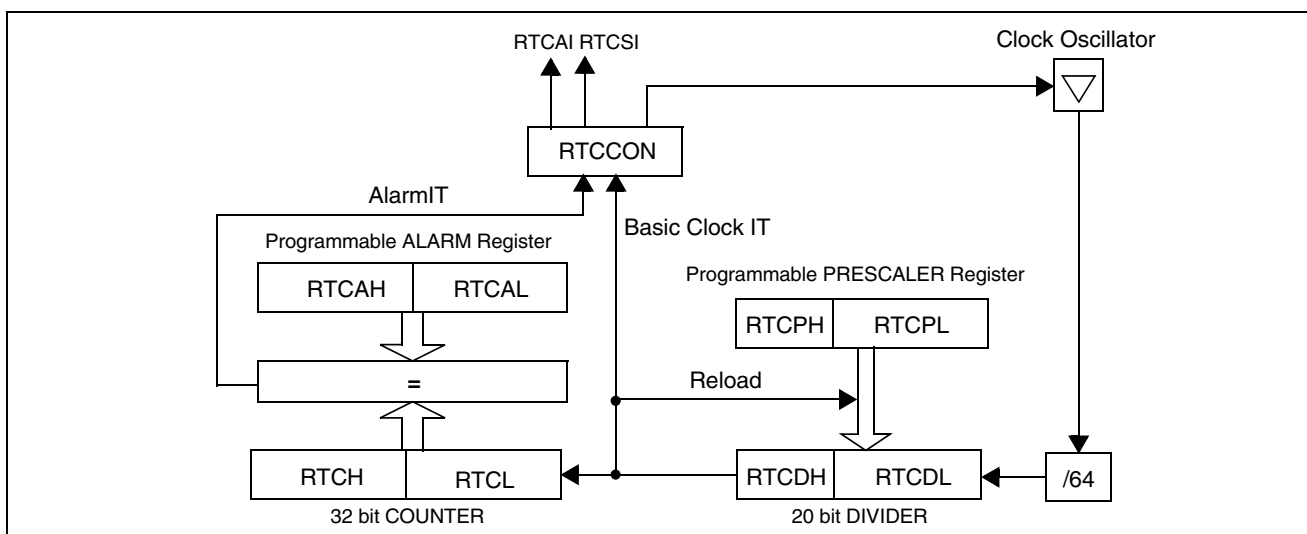 RTCAI RTCSI
Clock Oscillator
RTCCON
AlarmIT
Basic Clock IT
Programmable ALARM Register
RTCAH RTCAL
Programmable PRESCALER Register
RTCPH RTCPL
=
Reload
RTCH RTCL
RTCDH RTCDL
/64
32 bit COUNTER
20 bit DIVIDER